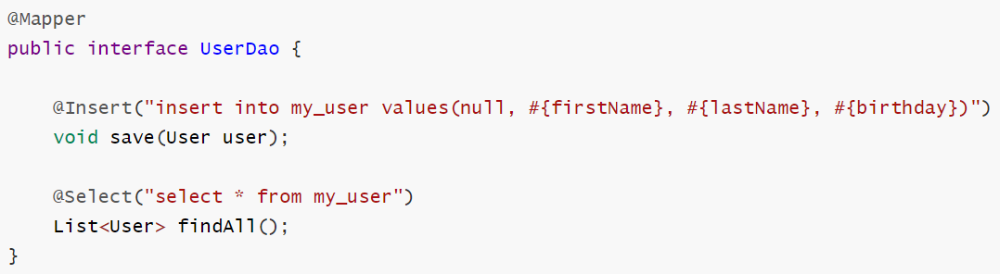 @Mapper
public interface UserDao {
@Insert("insert into my_user values(null, #{firstName}, #{lastName}, #{birthday})")
void save(User user);
@Select("select * from my_user")
List<User> findAll();
}